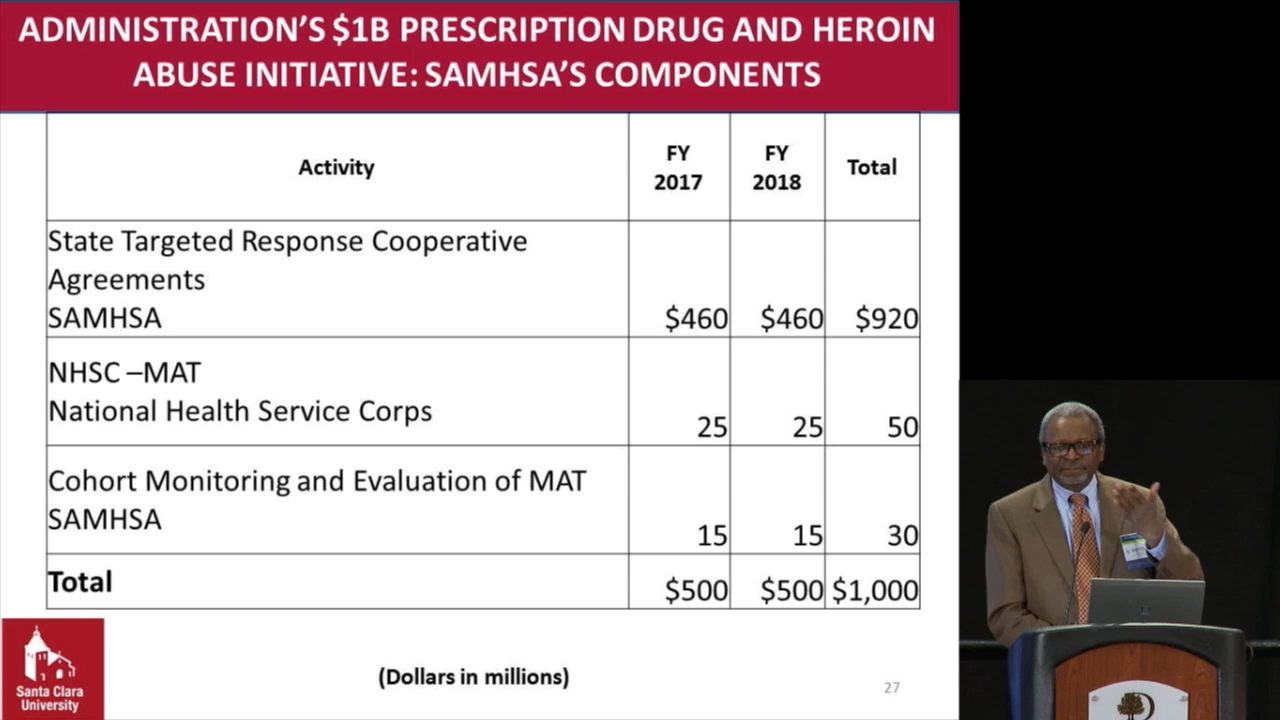 ADMINISTRATION'S $1B PRESCRIPTION DRUG AND HEROIN
ABUSE INITIATIVE: SAMHSA'S COMPONENTS
Activity
FY
2017
FY
2018
Total
State Targeted Response Cooperative
Agreements
SAMHSA
$460
$460
$920
NHSC –MAT
National Health Service Corps
25
25
50
Cohort Monitoring and Evaluation of MAT
SAMHSA
15
15
30
Total
$500
$500
$1,000
(Dollars in millions)
27
Santa Clara
University